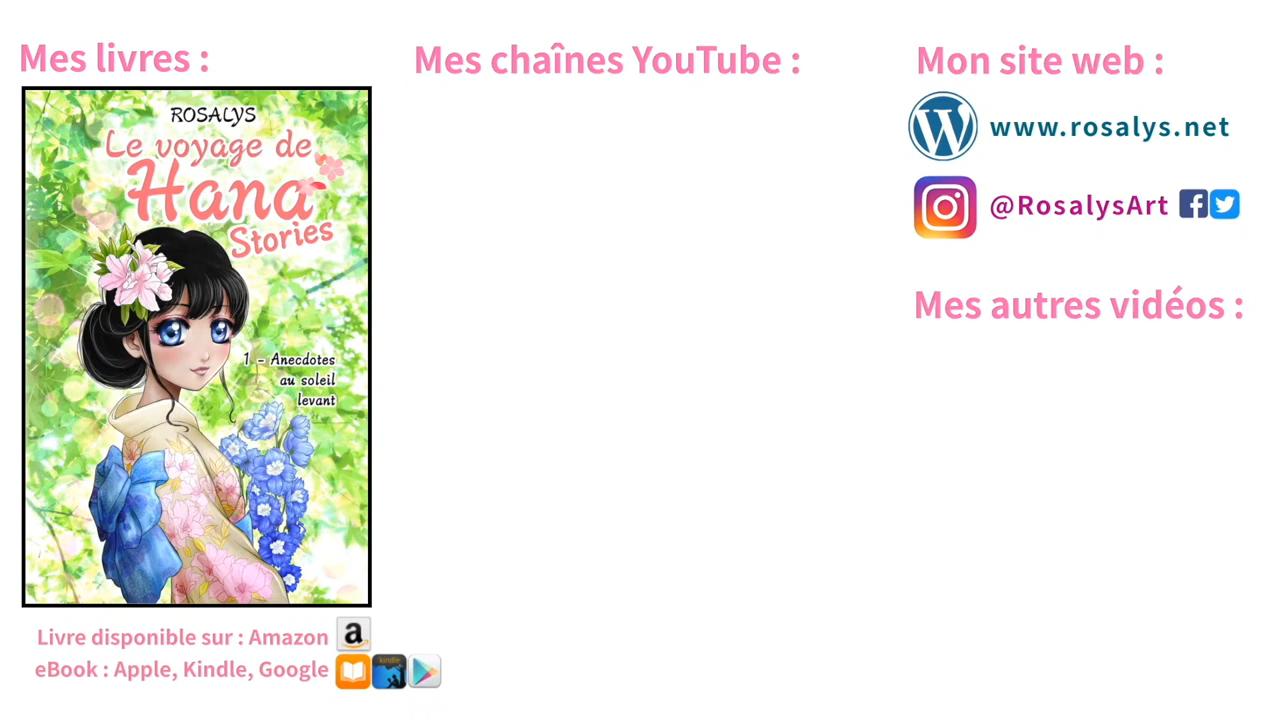 Mes livres :
ROSALYS
Le voyage de
Hana
Stories
1 - Anecdotes
au soleil
levant
Livre disponible sur : Amazon
a
eBook : Apple, Kindle, Google
kindle
Mes chaînes YouTube :
Mon site web :
www.rosalys.net
@RosalysArt
Mes autres vidéos :